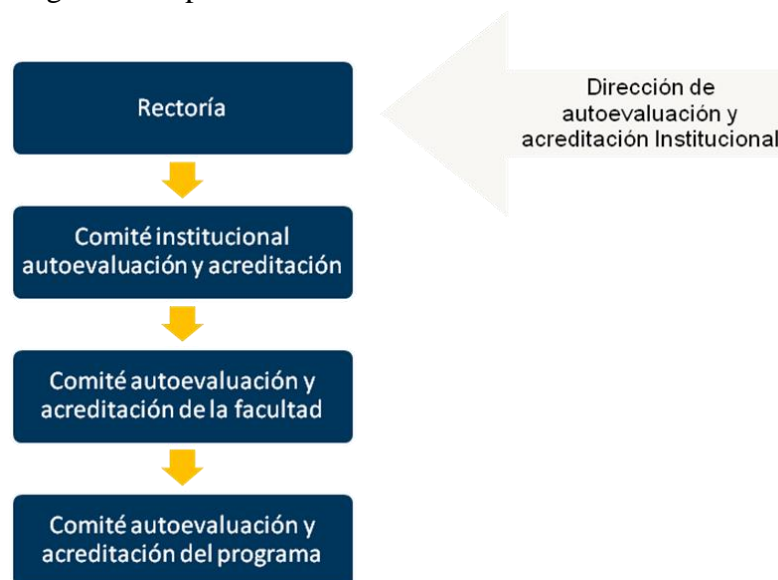 Rectoría
Dirección de
autoevaluación y
acreditación Institucional
Comité institucional
autoevaluación y acreditación
Comité autoevaluación y
acreditación de la facultad
Comité autoevaluación y
acreditación del programa